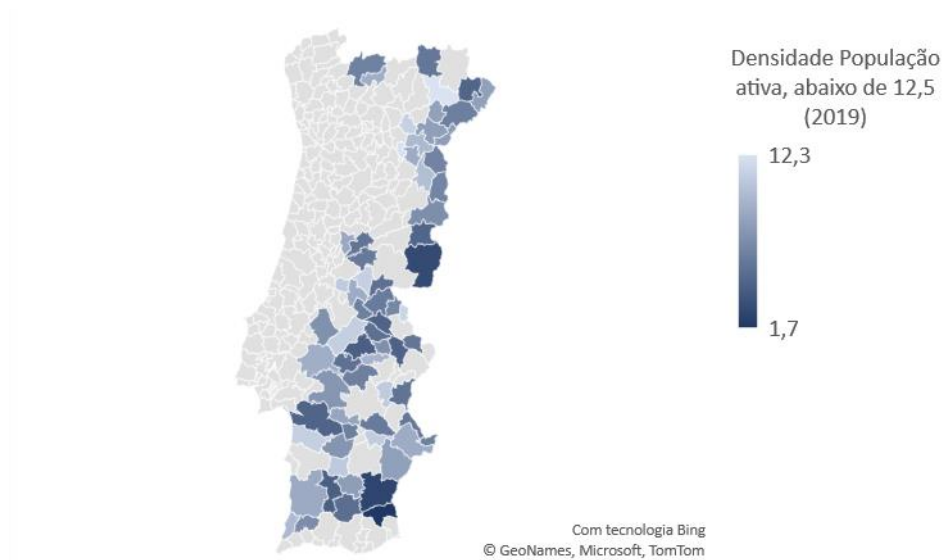 Densidade População
ativa, abaixo de 12,5
(2019)
12,3
1,7
Com tecnologia Bing
© GeoNames, Microsoft, TomTom